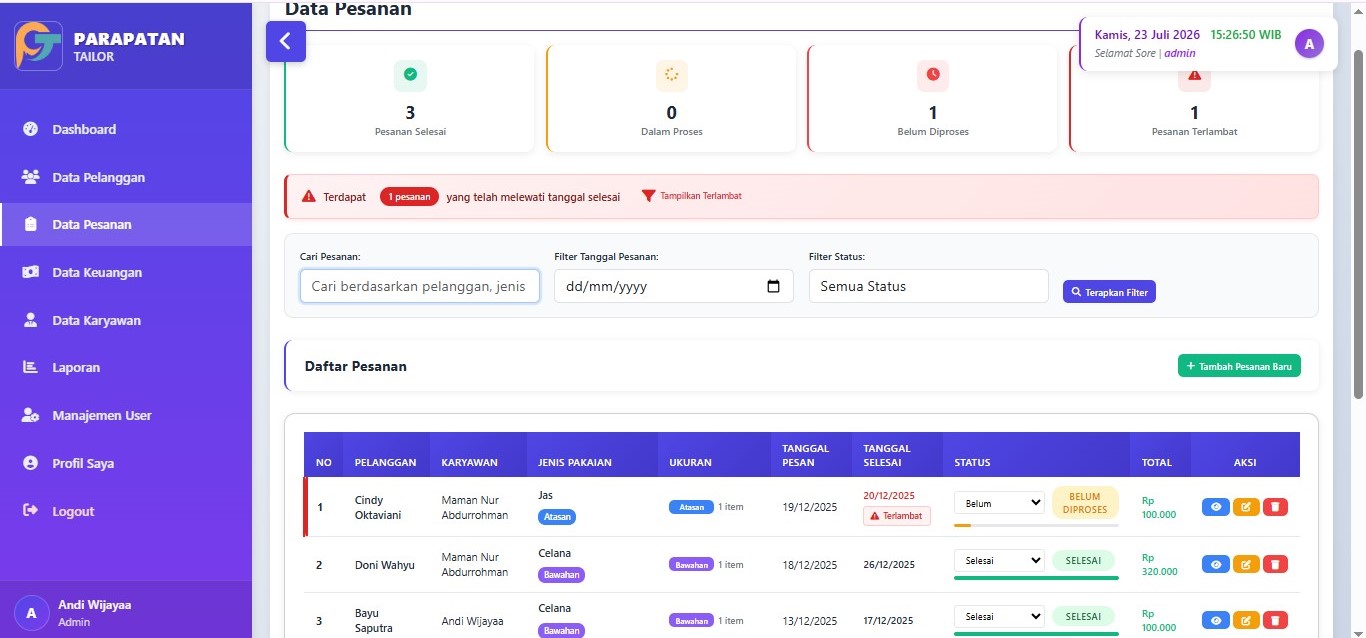 PARAPATAN
TAILOR
Dashboard
Data Pelanggan
Data Pesanan
Data Keuangan
Data Karyawan
Laporan
Manajemen User
Profil Saya
Logout
A
Andi Wijayaa
Admin
Data Pesanan
Kamis, 23 Juli 2026 15:26:50 WIB
Selamat Sore | admin
A
3
Pesanan Selesai
0
Dalam Proses
1
Belum Diproses
1
Pesanan Terlambat
Terdapat 1 pesanan yang telah melewati tanggal selesai Tampilkan Terlambat
Cari Pesanan:
Cari berdasarkan pelanggan, jenis
Filter Tanggal Pesanan:
dd/mm/yyyy
Filter Status:
Semua Status
Terapkan Filter
Daftar Pesanan
+ Tambah Pesanan Baru
NO PELANGGAN KARYAWAN JENIS PAKAIAN UKURAN TANGGAL PESAN TANGGAL SELESAI STATUS TOTAL AKSI
1 Cindy Oktaviani Maman Nur Abdurrohman Jas Atasan Atasan 1 item 19/12/2025 20/12/2025 Terlambat Belum BELUM DIPROSES Rp 100.000
2 Doni Wahyu Maman Nur Abdurrohman Celana Bawahan Bawahan 1 item 18/12/2025 26/12/2025 Selesai SELESAI Rp 320.000
3 Bayu Saputra Andi Wijayaa Celana Bawahan Bawahan 1 item 13/12/2025 17/12/2025 Selesai SELESAI Rp 100.000